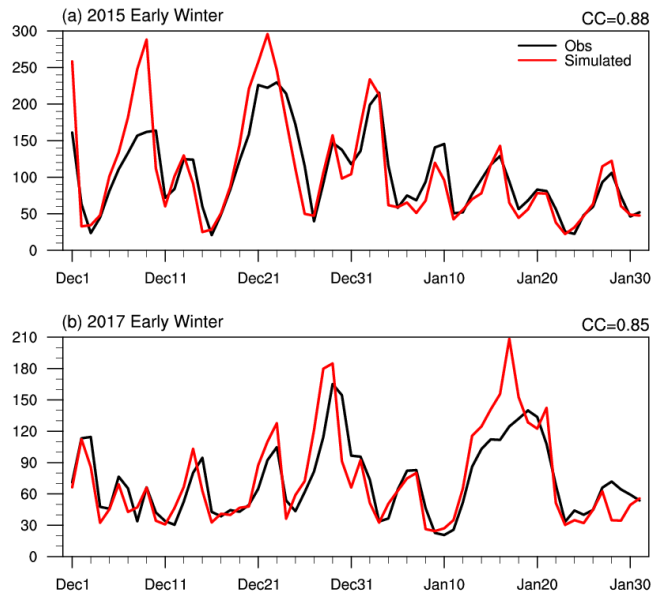 (a) 2015 Early Winter CC=0.88
300
250
200
150
100
50
0
Obs
Simulated
Dec1 Dec11 Dec21 Dec31 Jan10 Jan20 Jan30
(b) 2017 Early Winter CC=0.85
210
180
150
120
90
60
30
0
Dec1 Dec11 Dec21 Dec31 Jan10 Jan20 Jan30